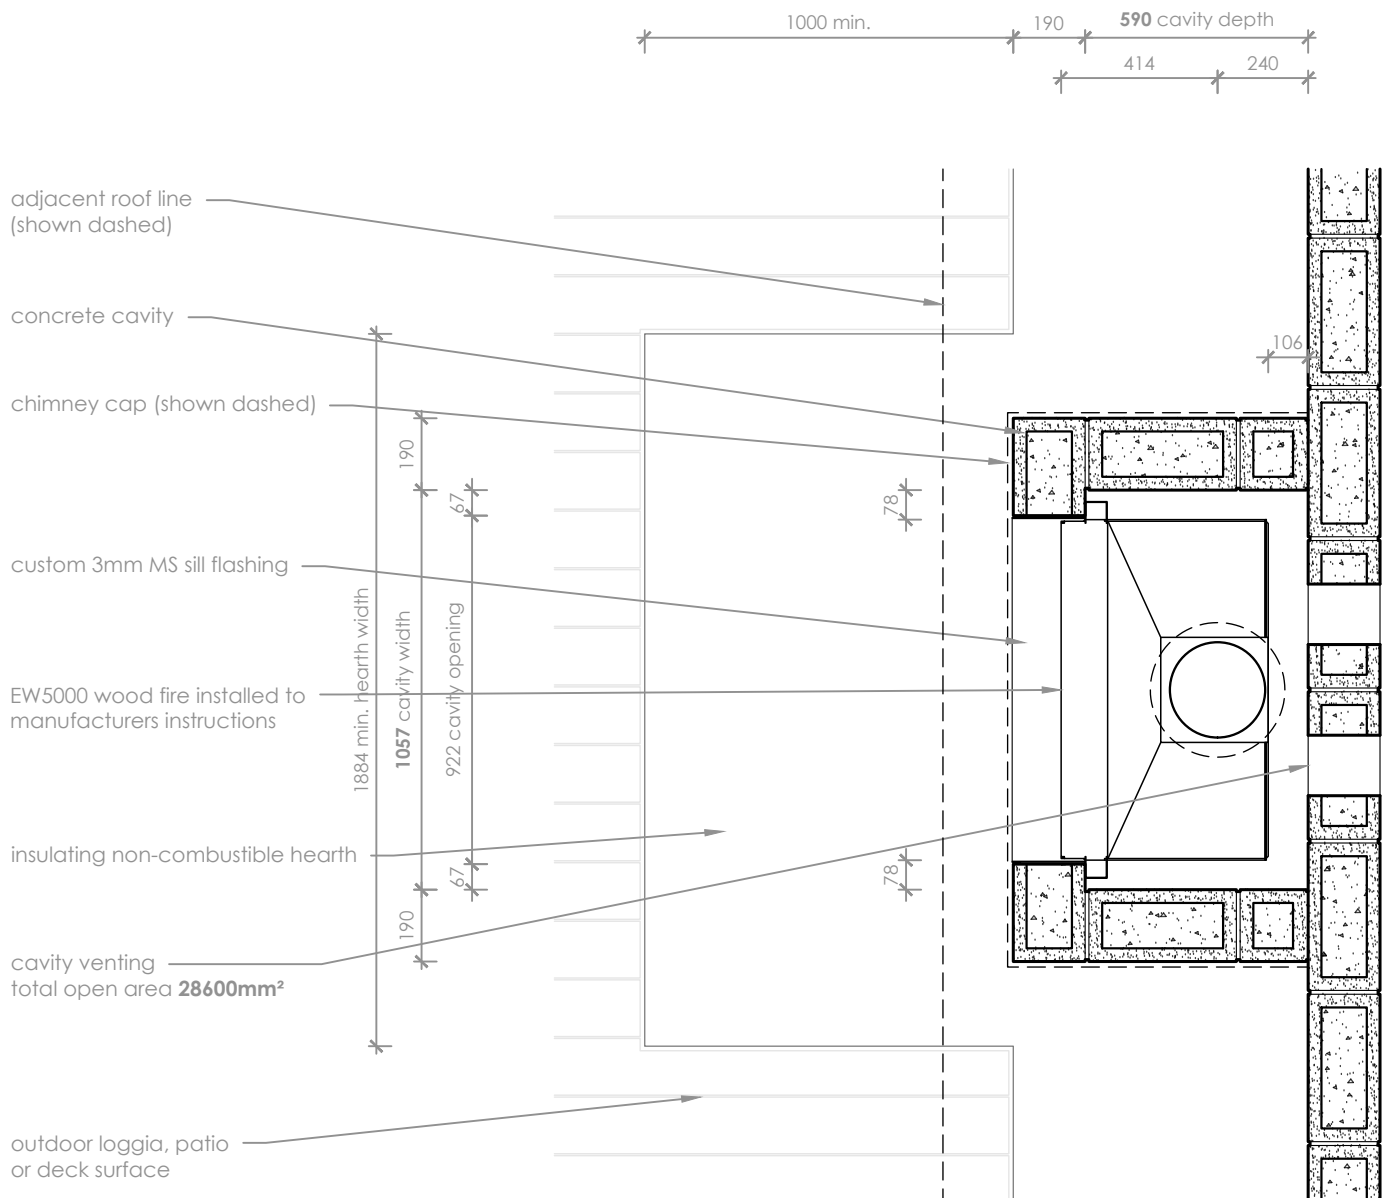 1000 min.
190
590 cavity depth
414
240
adjacent roof line
(shown dashed)
concrete cavity
106
chimney cap (shown dashed)
190
67
78
custom 3mm MS sill flashing
1884 min. hearth width
1057 cavity width
922 cavity opening
EW5000 wood fire installed to
manufacturers instructions
insulating non-combustible hearth
67
78
190
cavity venting
total open area 28600mm²
outdoor loggia, patio
or deck surface